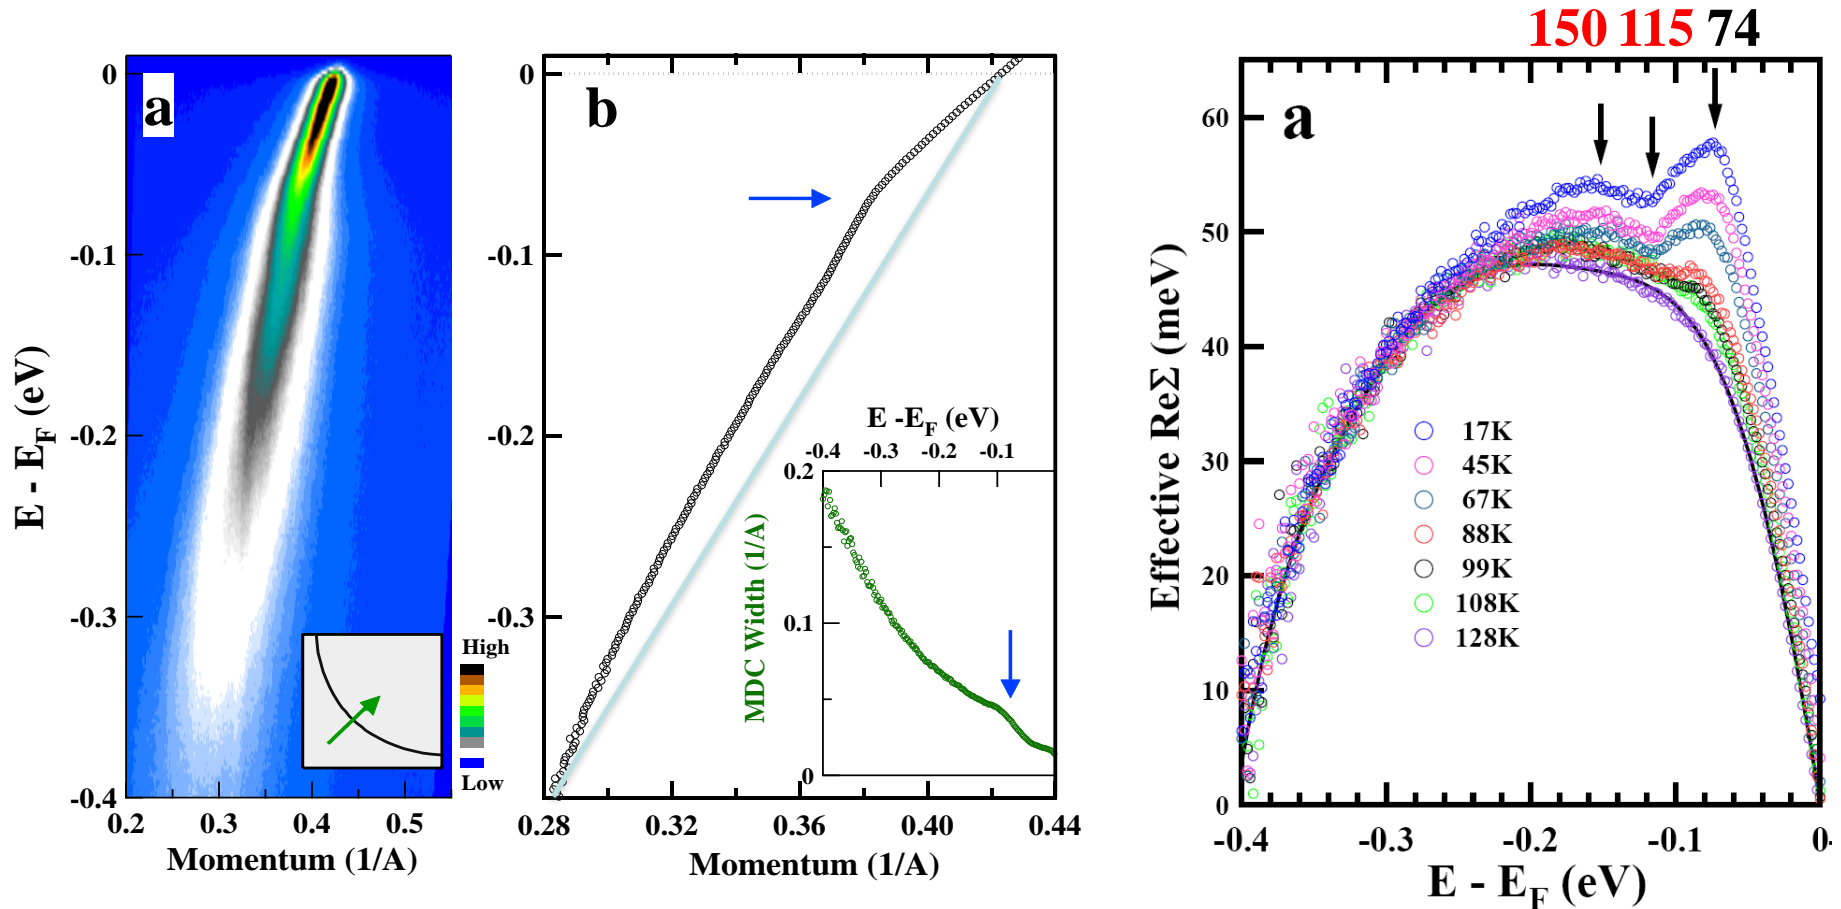 150 115 74
a
0
-0.1
-0.2
-0.3
-0.4
E - E_F (eV)
0.2 0.3 0.4 0.5
Momentum (1/A)
High
Low
b
0
-0.1
-0.2
-0.3
0.28 0.32 0.36 0.40 0.44
Momentum (1/A)
E -E_F (eV)
-0.4 -0.3 -0.2 -0.1
0.2
0.1
0
MDC Width (1/A)
a
60
50
40
30
20
10
0
Effective ReΣ (meV)
17K
45K
67K
88K
99K
108K
128K
-0.4 -0.3 -0.2 -0.1 0
E - E_F (eV)